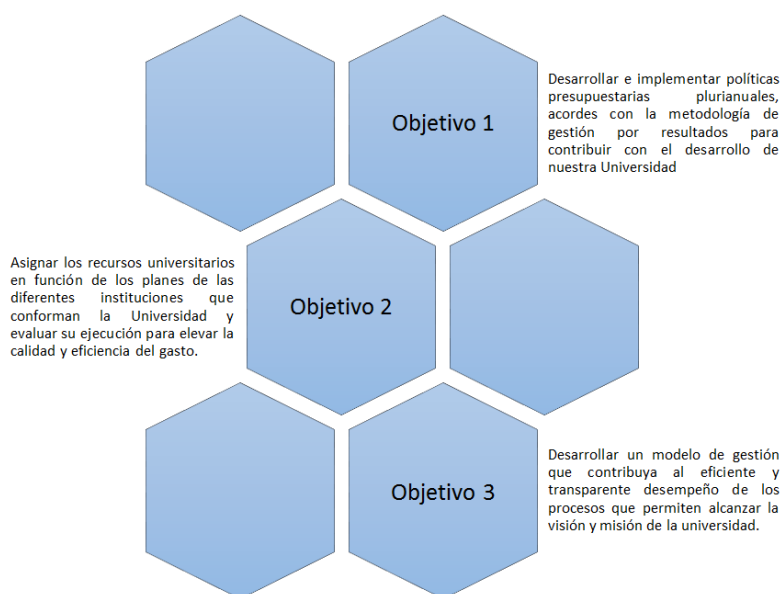 Objetivo 1
Desarrollar e implementar políticas
presupuestarias plurianuales,
acordes con la metodología de
gestión por resultados para
contribuir con el desarrollo de
nuestra Universidad
Asignar los recursos universitarios
en función de los planes de las
diferentes instituciones que
conforman la Universidad y
evaluar su ejecución para elevar la
calidad y eficiencia del gasto.
Objetivo 2
Objetivo 3
Desarrollar un modelo de gestión
que contribuya al eficiente y
transparente desempeño de los
procesos que permiten alcanzar la
visión y misión de la universidad.